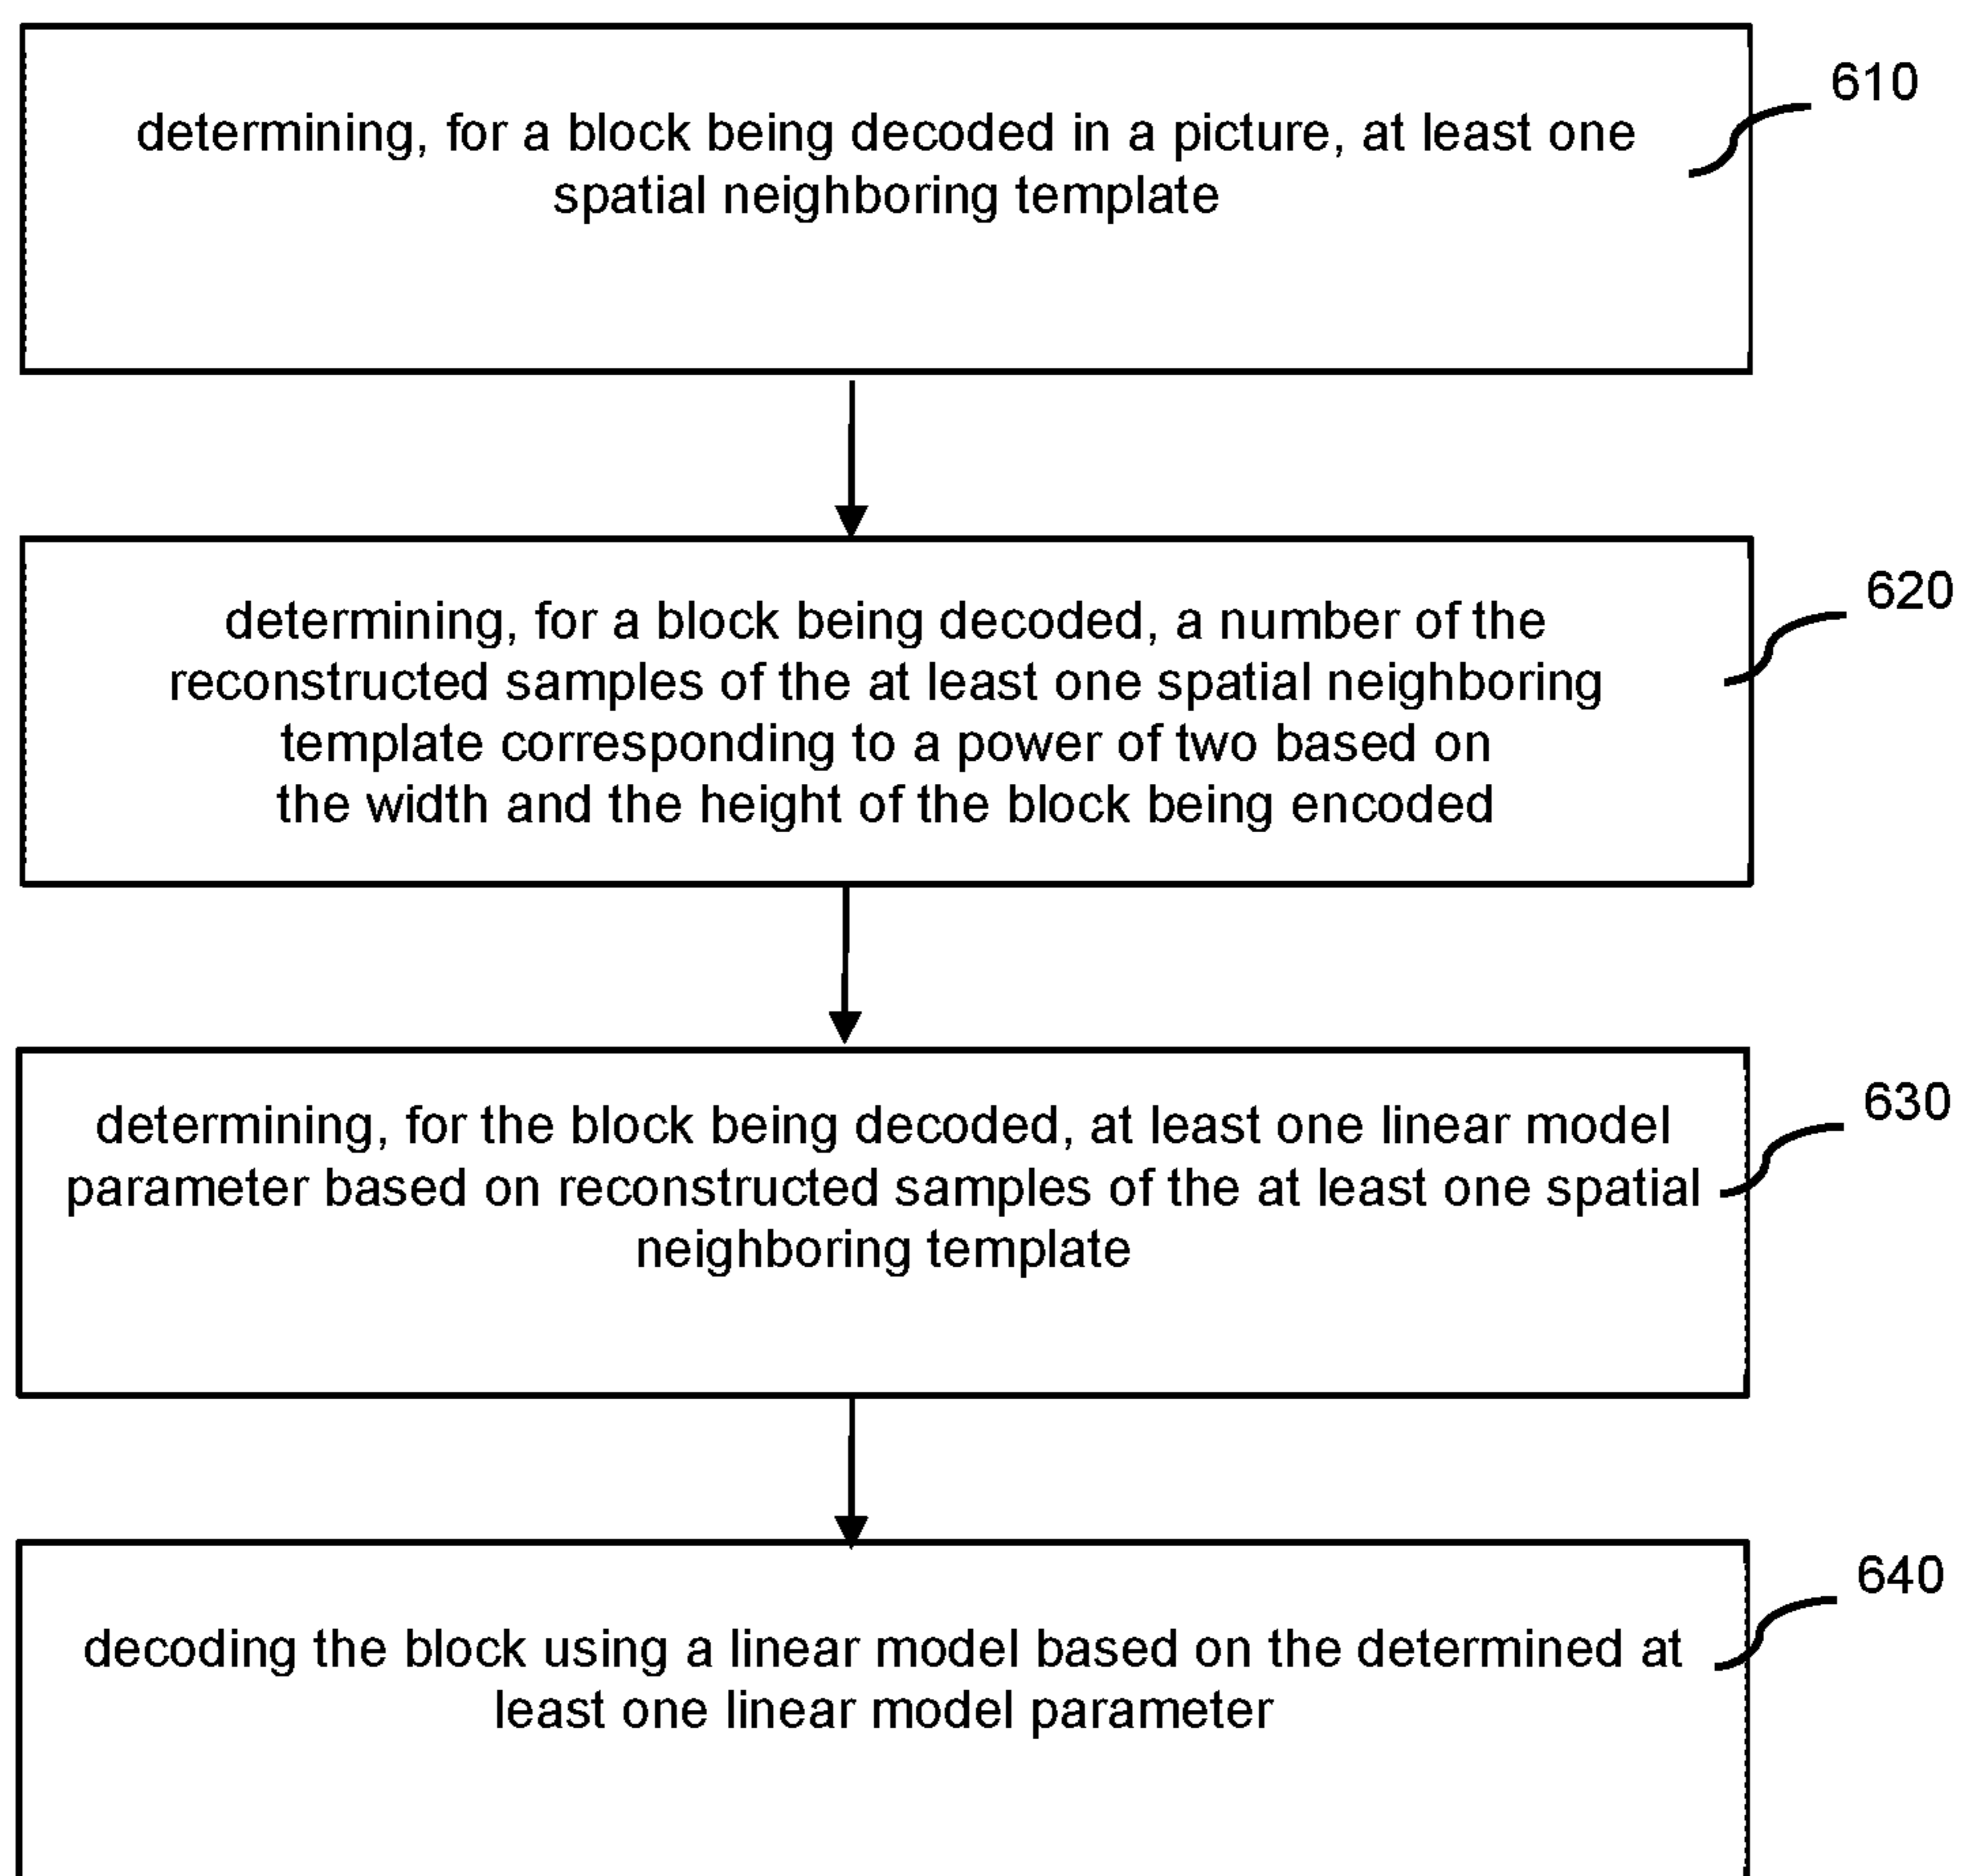 610
determining, for a block being decoded in a picture, at least one
spatial neighboring template
620
determining, for a block being decoded, a number of the
reconstructed samples of the at least one spatial neighboring
template corresponding to a power of two based on
the width and the height of the block being encoded
630
determining, for the block being decoded, at least one linear model
parameter based on reconstructed samples of the at least one spatial
neighboring template
640
decoding the block using a linear model based on the determined at
least one linear model parameter